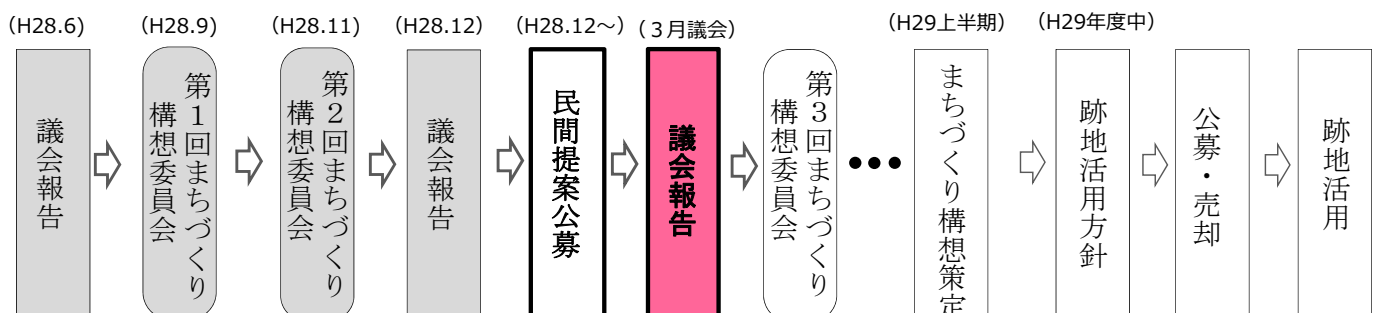 (H28.6)
議会報告
(H28.9)
第１回まちづくり
構想委員会
(H28.11)
第２回まちづくり
構想委員会
(H28.12)
議会報告
(H28.12～)
民間提案公募
(３月議会)
議会報告
第３回まちづくり
構想委員会
●●●
(H29上半期)
まちづくり構想策定
(H29年度中)
跡地活用方針
公募・売却
跡地活用